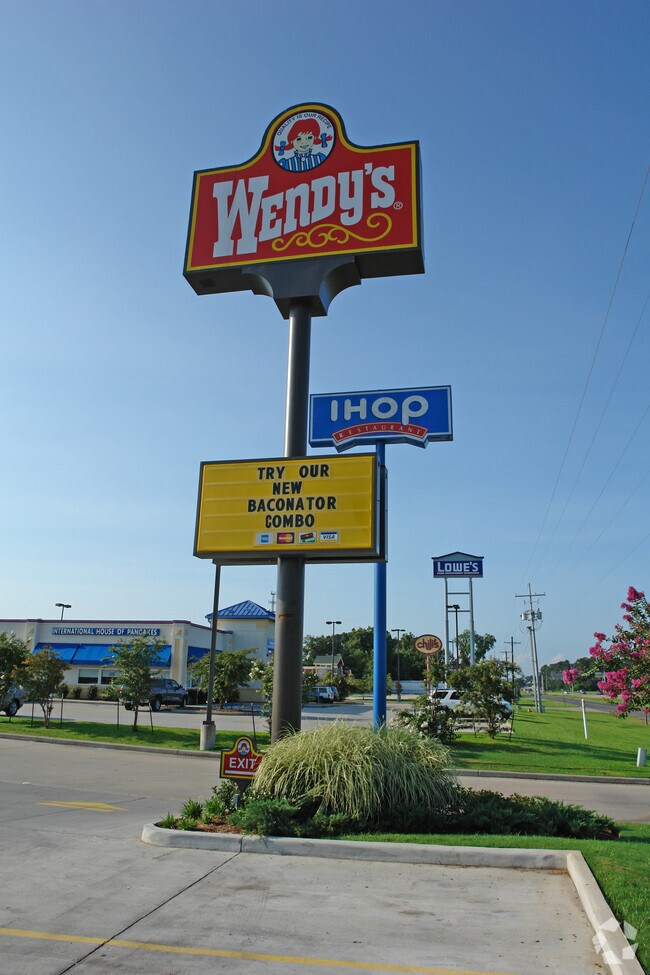 QUALITY IS OUR RECIPE
WENDY'S®
IHOP
RESTAURANT
TRY OUR
NEW
BACONATOR
COMBO
VISA
LOWE'S
chili's
INTERNATIONAL HOUSE OF PANCAKES
EXIT